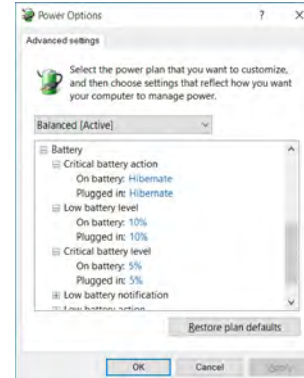 Power Options
?
X
Advanced settings
Select the power plan that you want to customize,
and then choose settings that reflect how you want
your computer to manage power.
Balanced [Active]
Battery
Critical battery action
On battery: Hibernate
Plugged in: Hibernate
Low battery level
On battery: 10%
Plugged in: 10%
Critical battery level
On battery: 5%
Plugged in: 5%
Low battery notification
Low battery action
Restore plan defaults
OK
Cancel
Apply